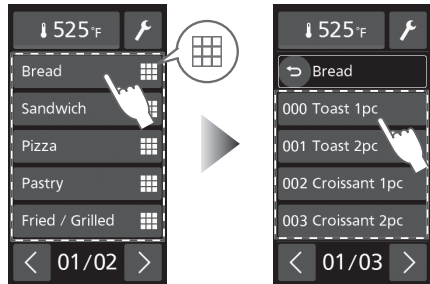 525°F
Bread
Sandwich
Pizza
Pastry
Fried / Grilled
01/02
525°F
Bread
000 Toast 1pc
001 Toast 2pc
002 Croissant 1pc
003 Croissant 2pc
01/03